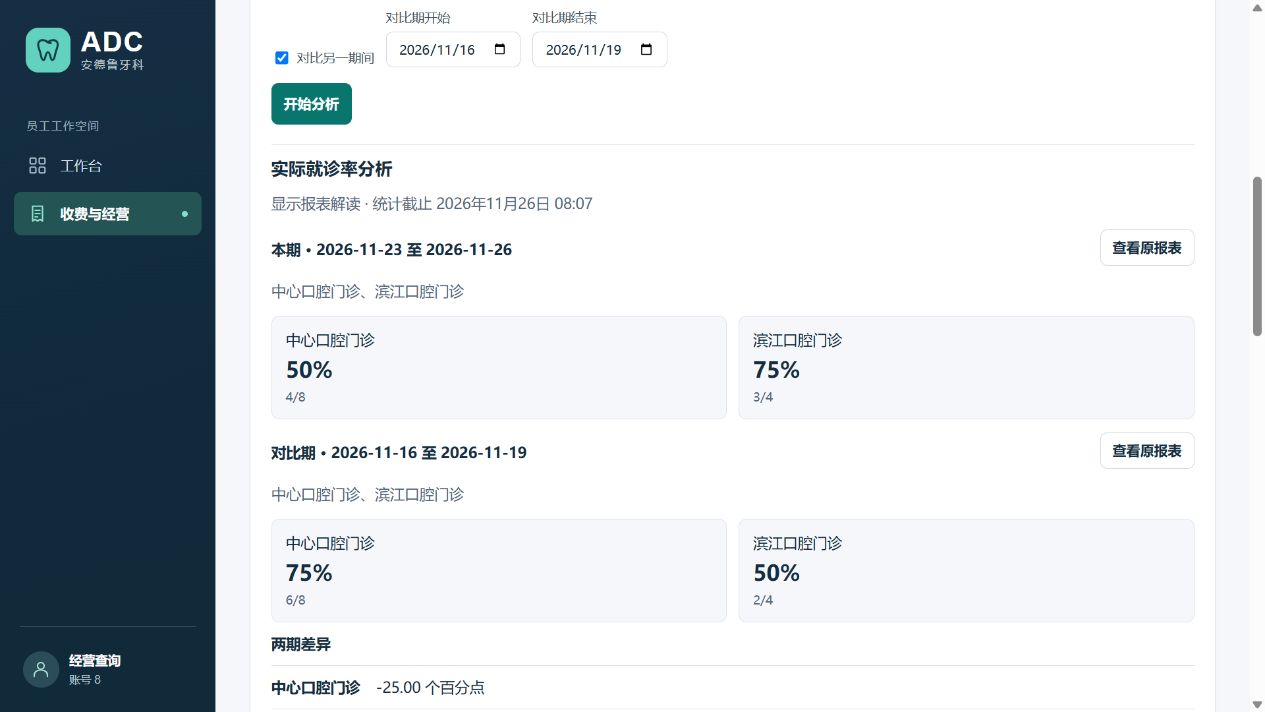 ADC
安德鲁牙科
员工工作空间
工作台
收费与经营
经营查询
账号 8
对比期开始
对比期结束
对比另一期间
2026/11/16
2026/11/19
开始分析
实际就诊率分析
显示报表解读 · 统计截止 2026年11月26日 08:07
本期 • 2026-11-23 至 2026-11-26
查看原报表
中心口腔门诊、滨江口腔门诊
中心口腔门诊
50%
4/8
滨江口腔门诊
75%
3/4
对比期 • 2026-11-16 至 2026-11-19
查看原报表
中心口腔门诊、滨江口腔门诊
中心口腔门诊
75%
6/8
滨江口腔门诊
50%
2/4
两期差异
中心口腔门诊 -25.00 个百分点